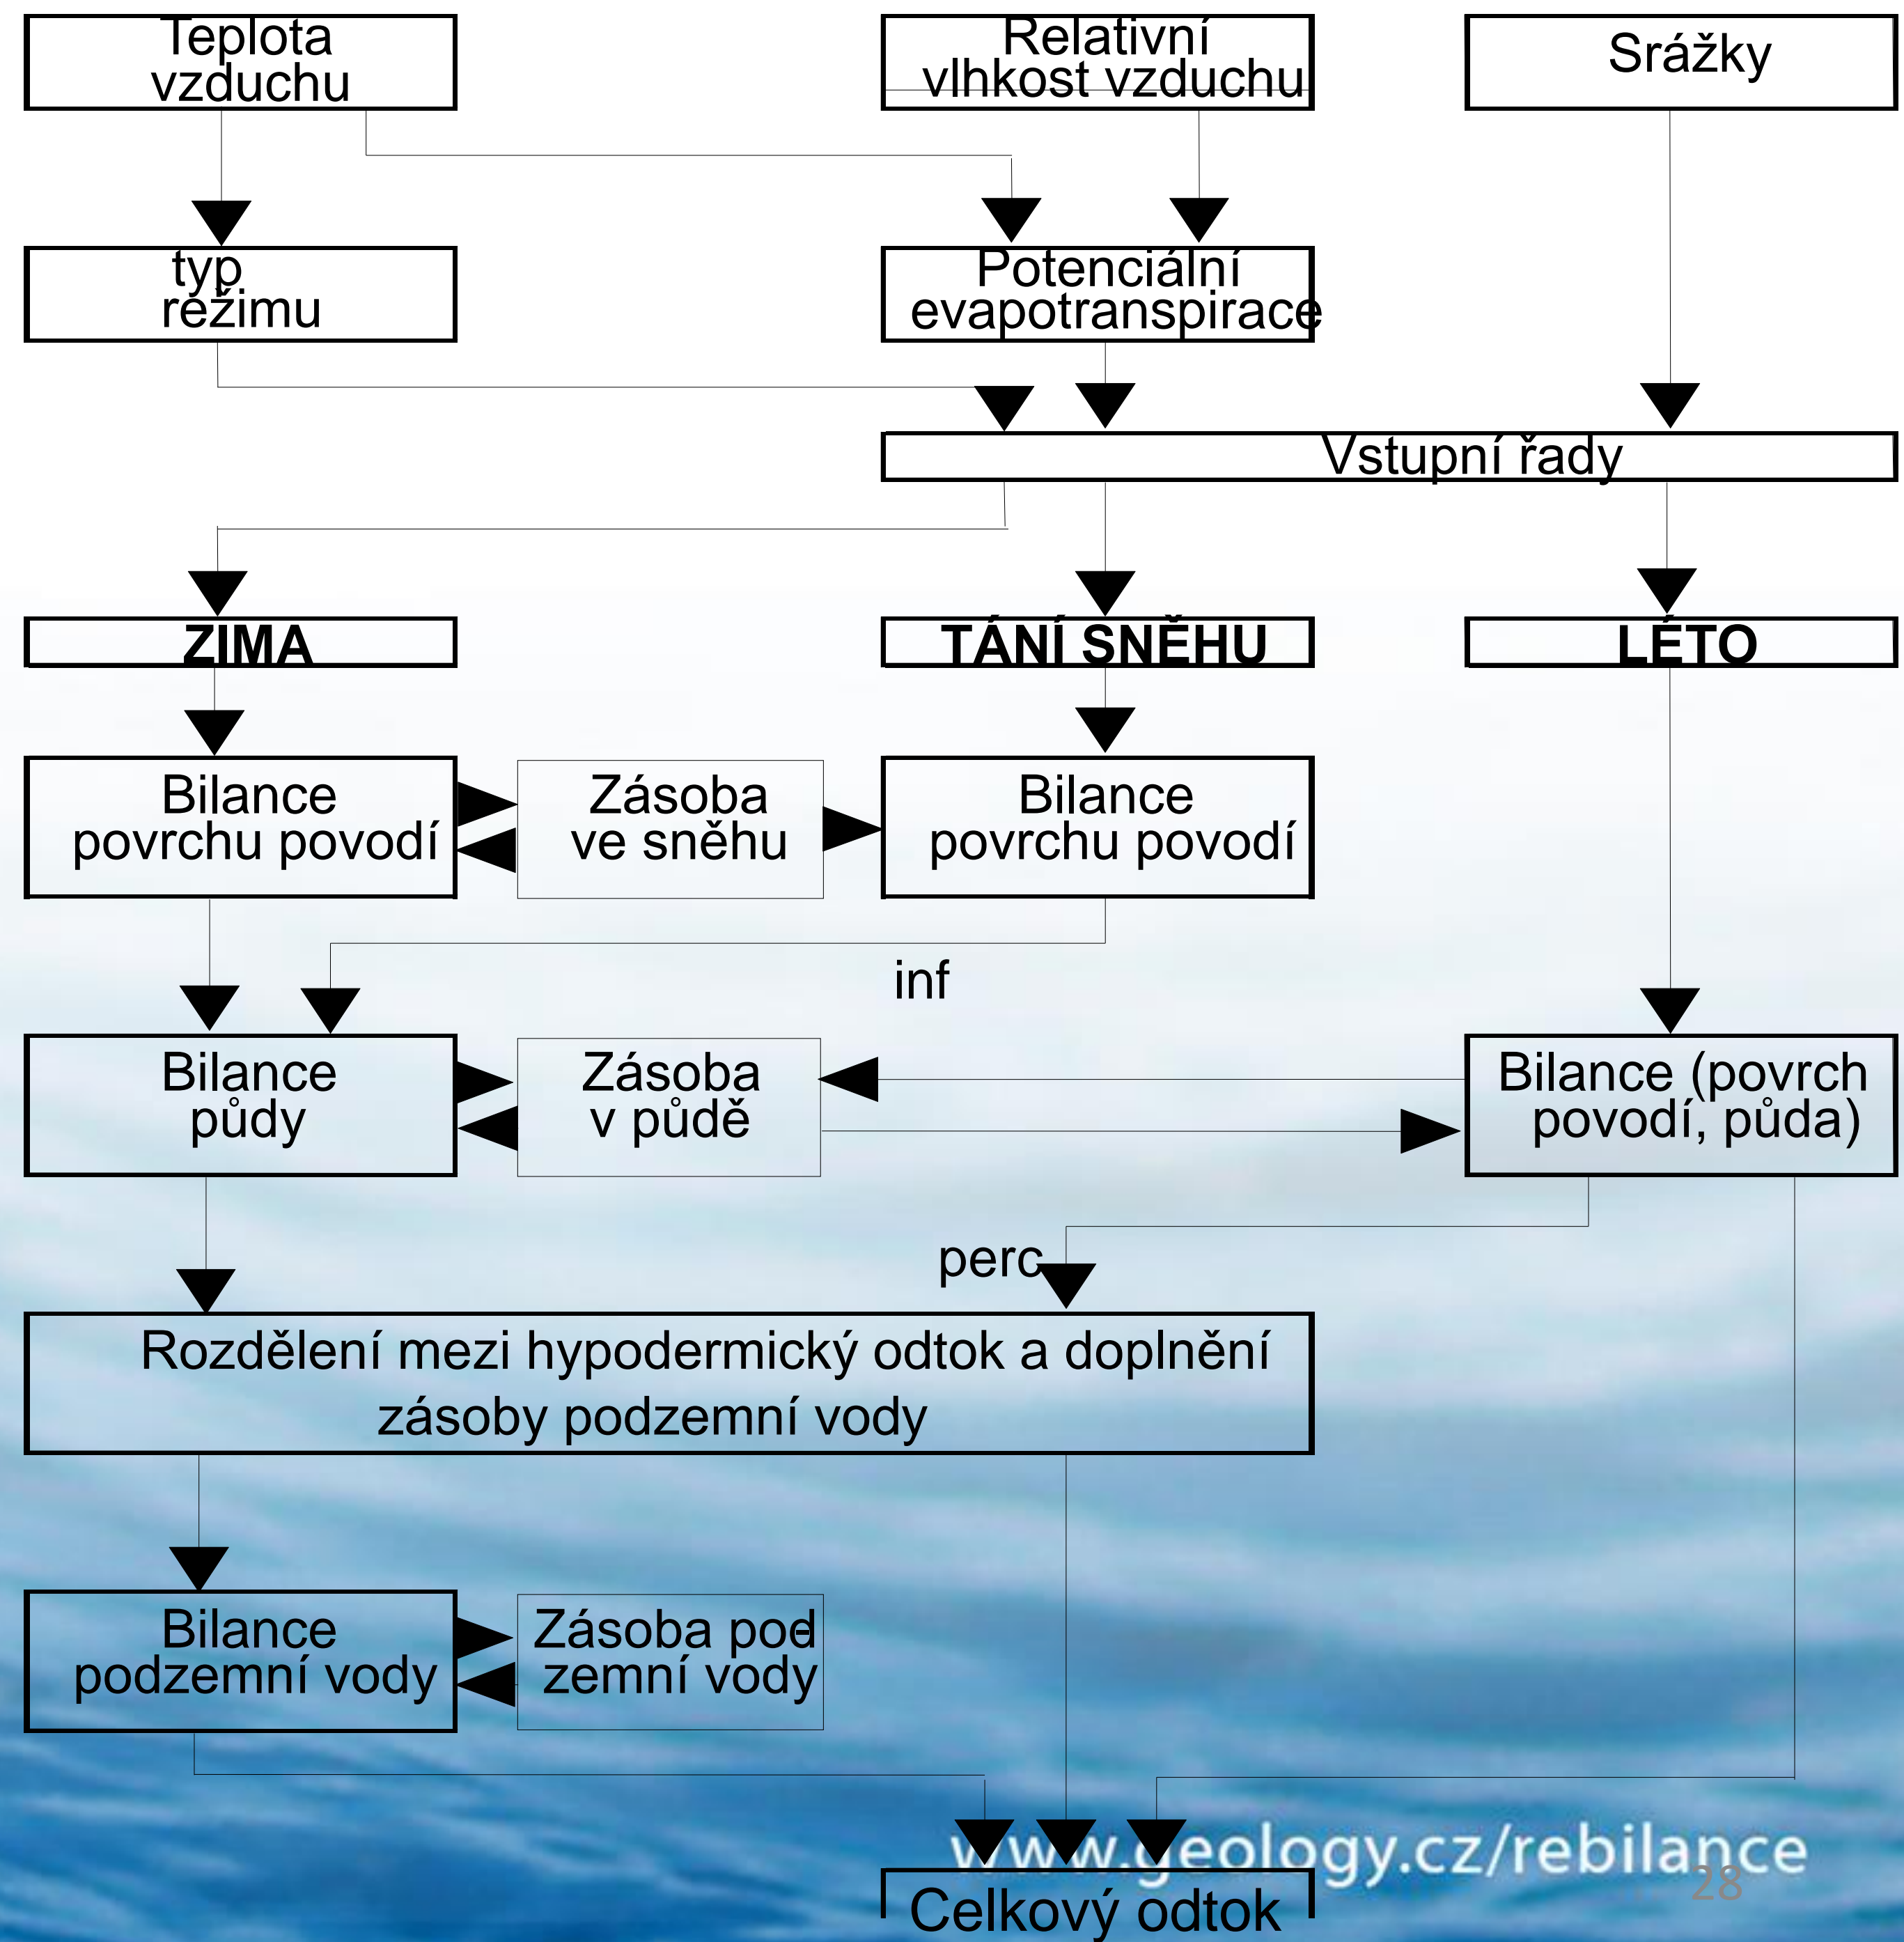 Teplota
vzduchu
Relativní
vlhkost vzduchu
Srážky
typ
režimu
Potenciální
evapotranspirace
Vstupní řady
ZIMA
TÁNÍ SNĚHU
LÉTO
Bilance
povrchu povodí
Zásoba
ve sněhu
Bilance
povrchu povodí
inf
Bilance
půdy
Zásoba
v půdě
Bilance (povrch
povodí, půda)
perc
Rozdělení mezi hypodermický odtok a doplnění
zásoby podzemní vody
Bilance
podzemní vody
Zásoba pod-
zemní vody
www.geology.cz/rebilance
28
Celkový odtok